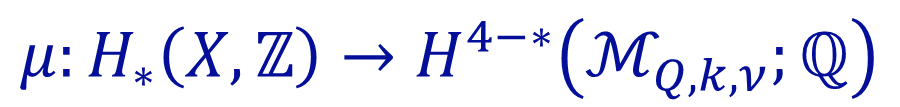 μ: H_*(X, ℤ) → H^{4−*}(ℳ_{Q,k,ν}; ℚ)